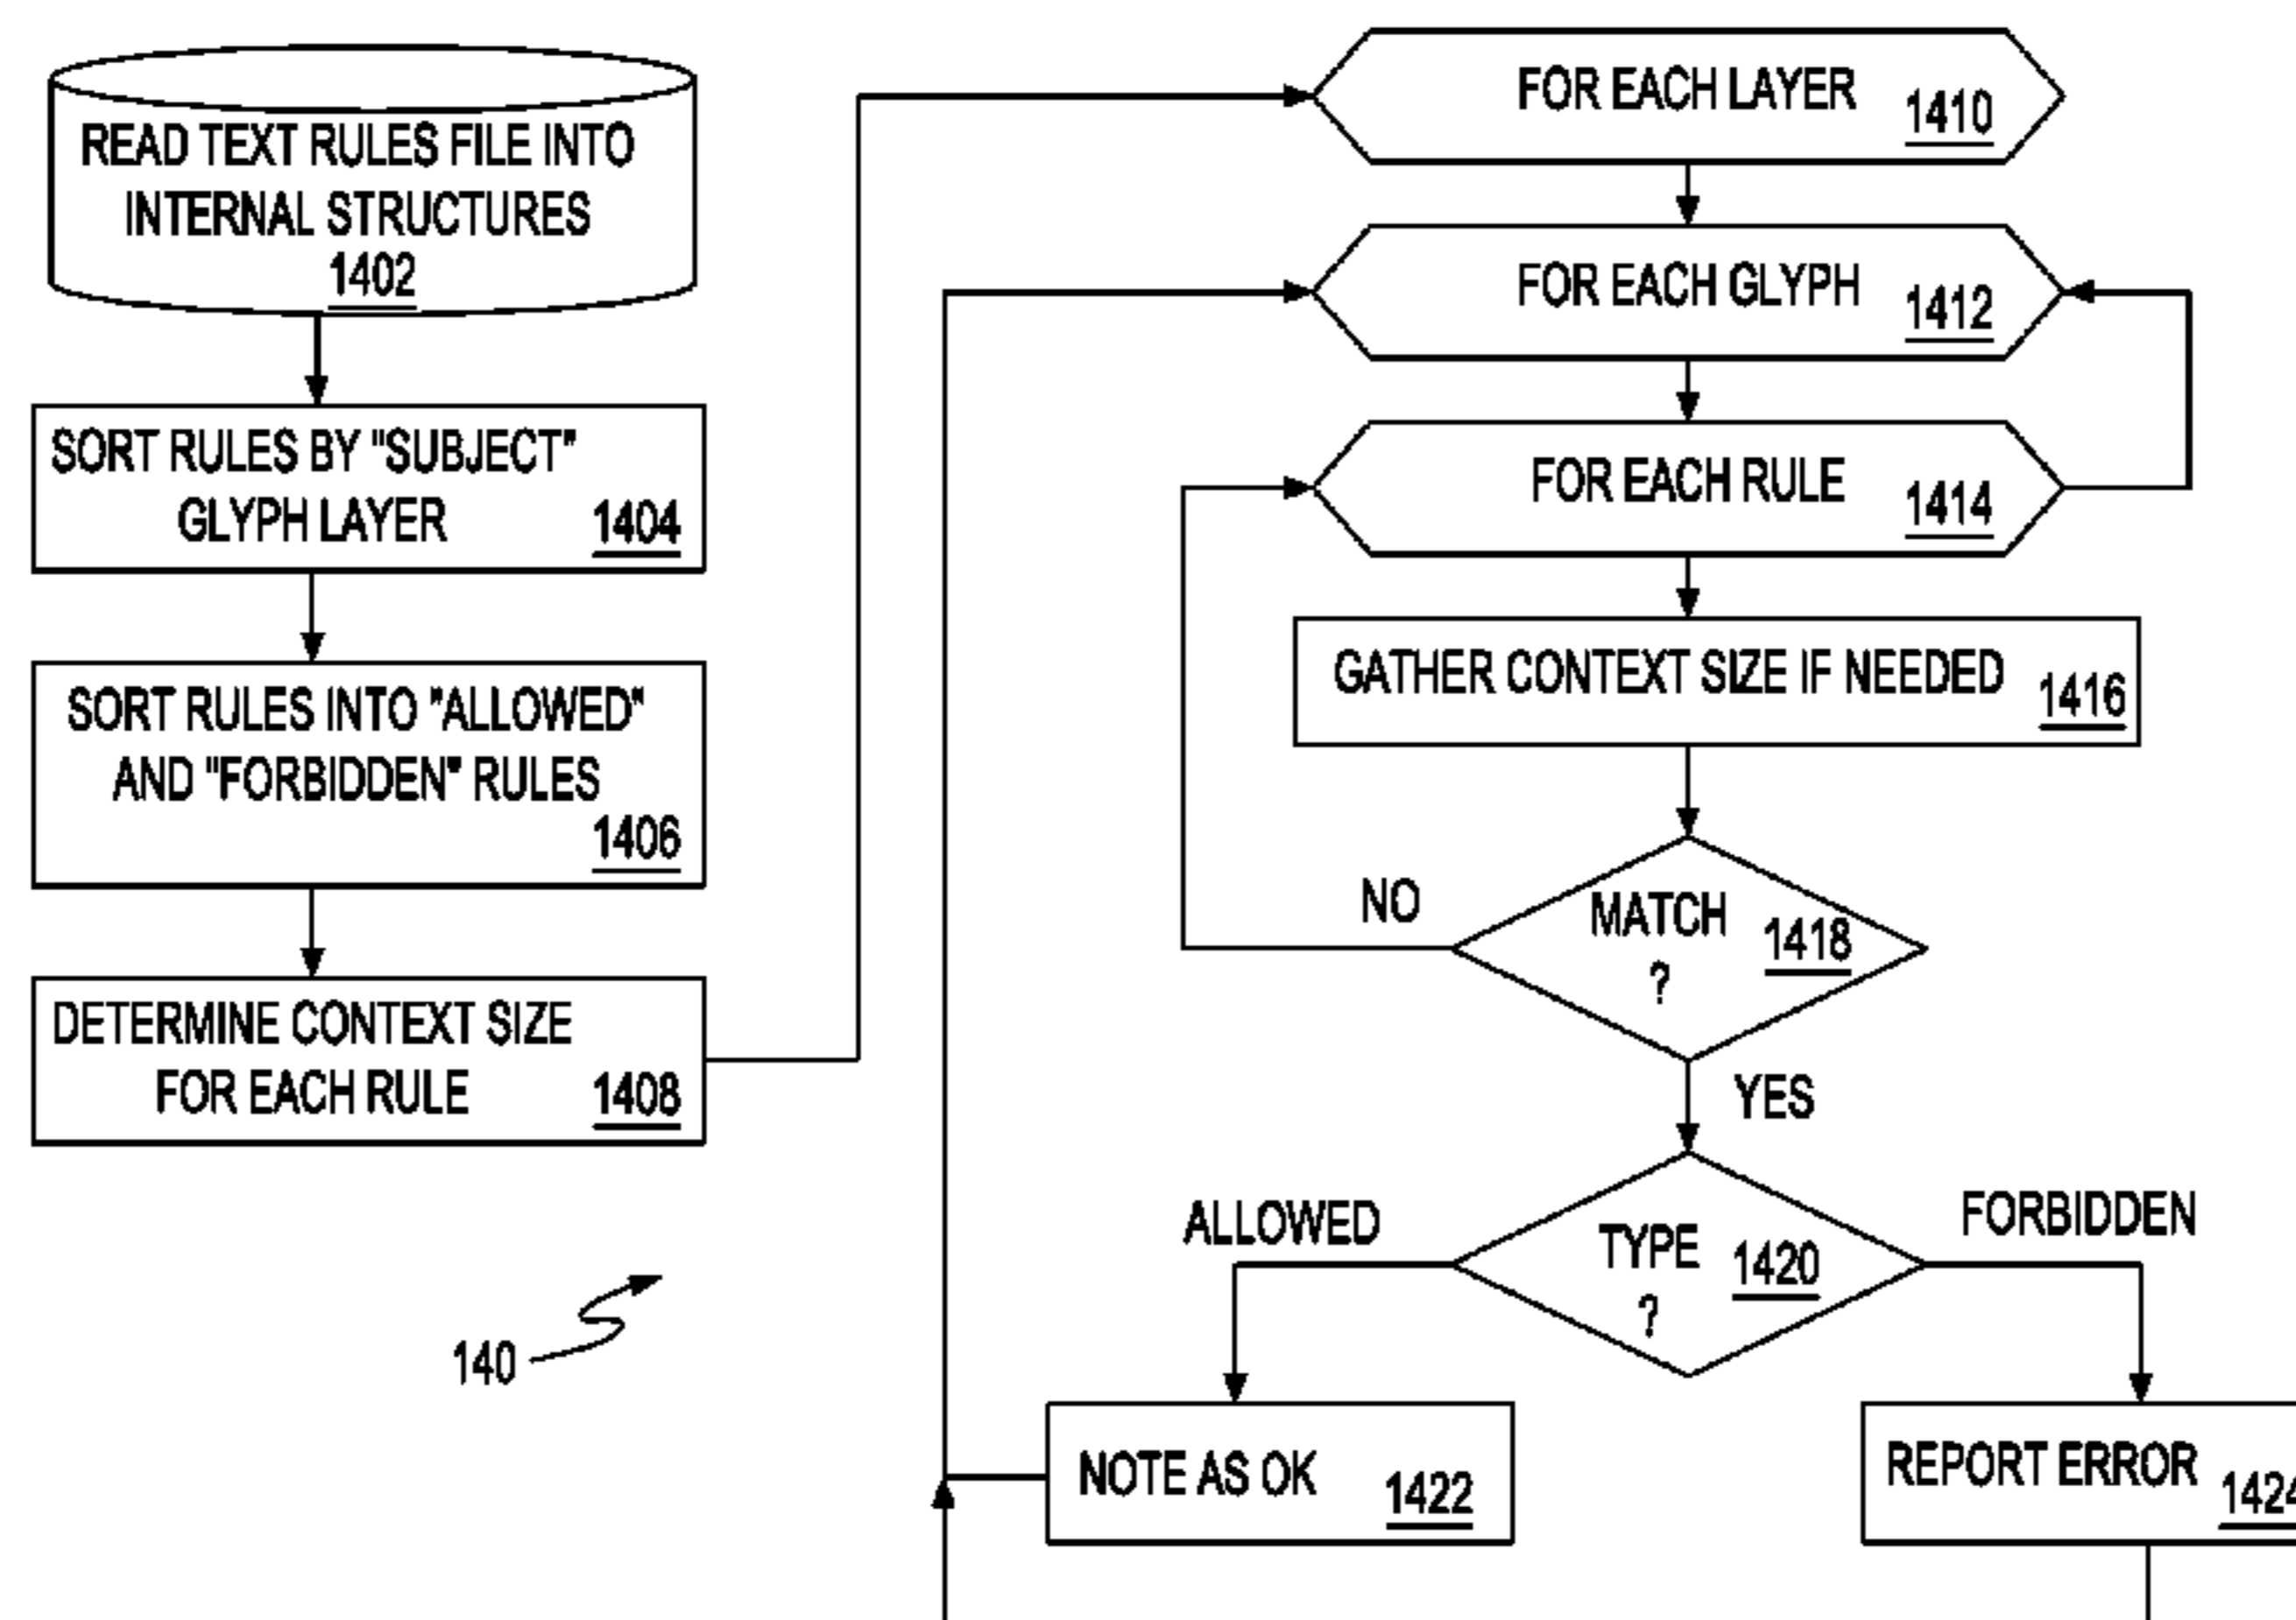 READ TEXT RULES FILE INTO
INTERNAL STRUCTURES
1402
SORT RULES BY "SUBJECT"
GLYPH LAYER 1404
SORT RULES INTO "ALLOWED"
AND "FORBIDDEN" RULES
1406
DETERMINE CONTEXT SIZE
FOR EACH RULE 1408
140
FOR EACH LAYER 1410
FOR EACH GLYPH 1412
FOR EACH RULE 1414
GATHER CONTEXT SIZE IF NEEDED 1416
NO
MATCH 1418
?
YES
ALLOWED
TYPE 1420
?
FORBIDDEN
NOTE AS OK 1422
REPORT ERROR 1424